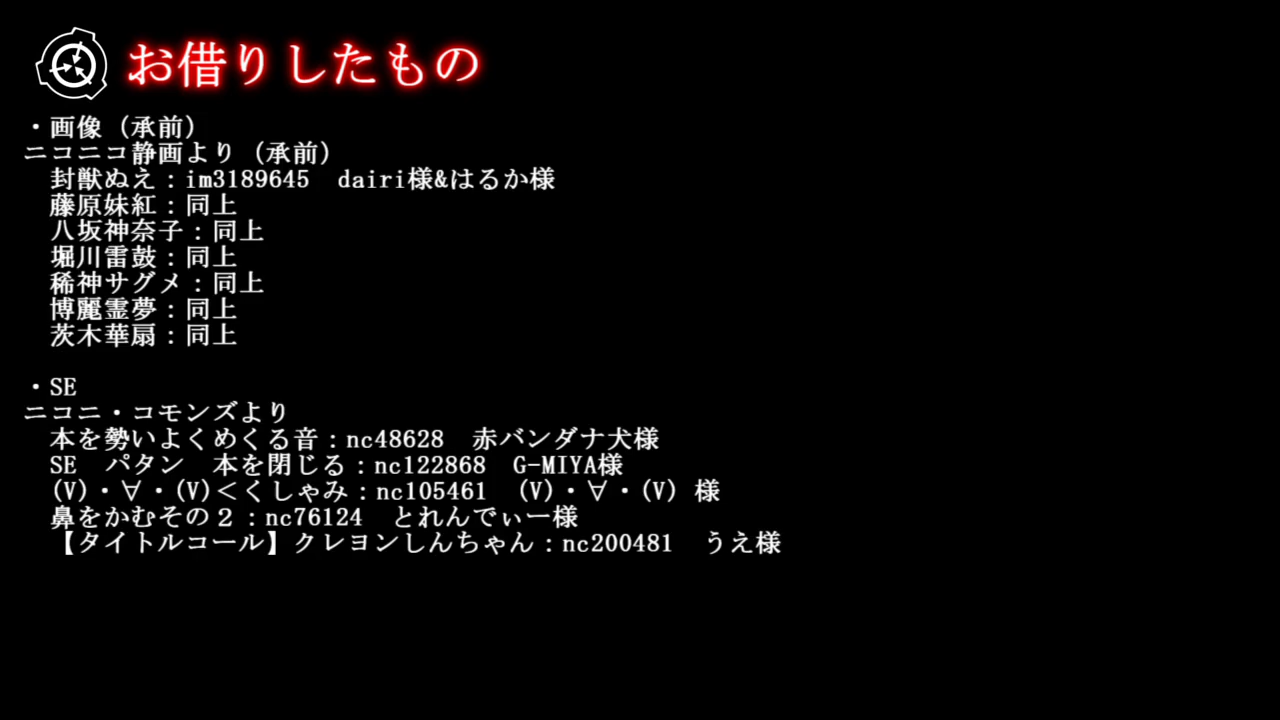 お借りしたもの
・画像（承前）
ニコニコ静画より（承前）
封獣ぬえ：im3189645　dairi様&はるか様
藤原妹紅：同上
八坂神奈子：同上
堀川雷鼓：同上
稀神サグメ：同上
博麗霊夢：同上
茨木華扇：同上
・SE
ニコニ・コモンズより
本を勢いよくめくる音：nc48628　赤バンダナ犬様
SE　パタン　本を閉じる：nc122868　G-MIYA様
(V)・∀・(V)＜くしゃみ：nc105461　(V)・∀・(V) 様
鼻をかむその２：nc76124　とれんでぃー様
【タイトルコール】クレヨンしんちゃん：nc200481　うえ様